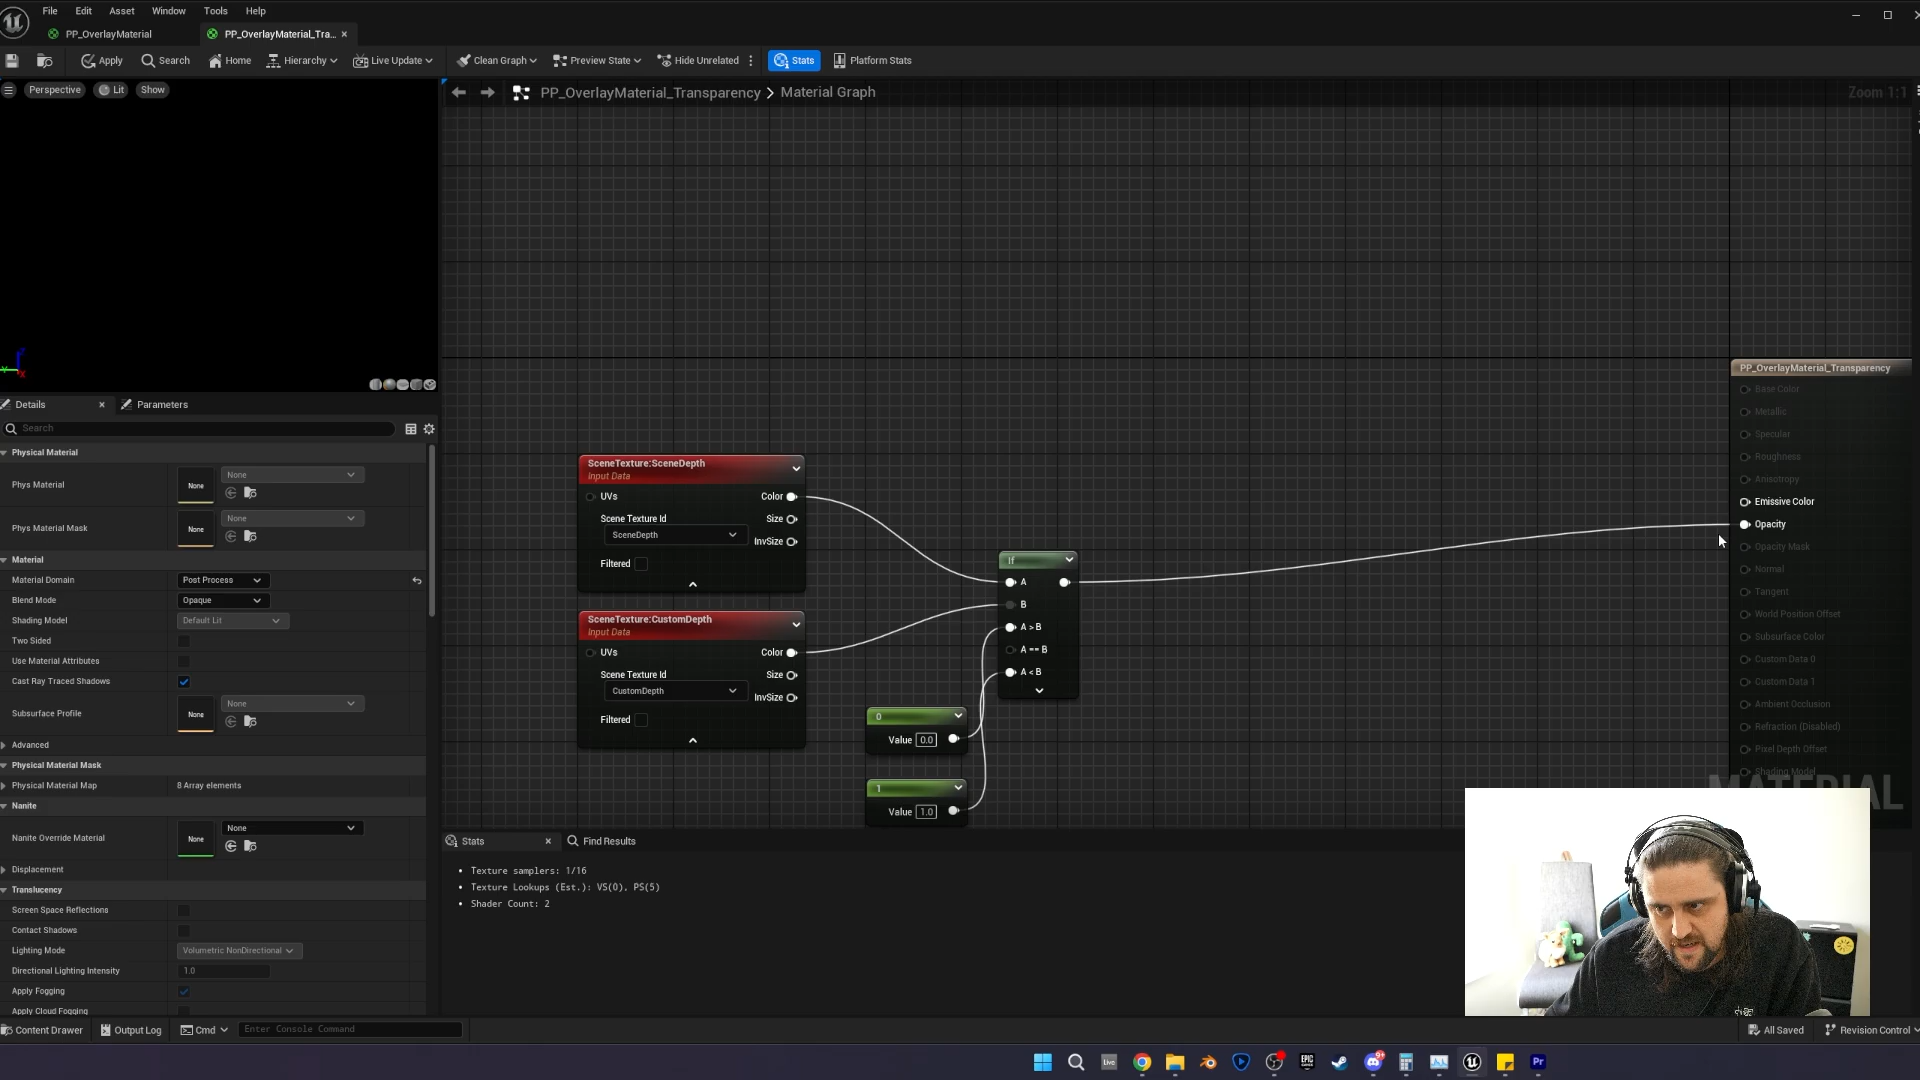 File Edit Asset Window Tools Help
PP_OverlayMaterial PP_OverlayMaterial_Tra...
Apply Search Home Hierarchy Live Update Clean Graph Preview State Hide Unrelated Stats Platform Stats
Perspective Lit Show
PP_OverlayMaterial_Transparency > Material Graph
Zoom 1:1
Details Parameters
Search
Physical Material
Phys Material
None
None
Phys Material Mask
None
None
Material
Material Domain Post Process
Blend Mode Opaque
Shading Model Default Lit
Two Sided
Use Material Attributes
Cast Ray Traced Shadows
Subsurface Profile
None
None
Advanced
Physical Material Mask
Physical Material Map 8 Array elements
Nanite
Nanite Override Material
None
None
Displacement
Translucency
Screen Space Reflections
Contact Shadows
Lighting Mode Volumetric NonDirectional
Directional Lighting Intensity 1.0
Apply Fogging
Apply Cloud Fogging
SceneTexture:SceneDepth
Input Data
UVs Color
Scene Texture Id Size
SceneDepth
InvSize
Filtered
SceneTexture:CustomDepth
Input Data
UVs Color
Scene Texture Id Size
CustomDepth
InvSize
Filtered
0
Value 0.0
1
Value 1.0
If
A
B
A > B
A == B
A < B
PP_OverlayMaterial_Transparency
Base Color
Metallic
Specular
Roughness
Anisotropy
Emissive Color
Opacity
Opacity Mask
Normal
Tangent
World Position Offset
Subsurface Color
Custom Data 0
Custom Data 1
Ambient Occlusion
Refraction (Disabled)
Pixel Depth Offset
Shading Model
MATERIAL
Stats Find Results
Texture samplers: 1/16
Texture Lookups (Est.): VS(0), PS(5)
Shader Count: 2
Content Drawer Output Log Cmd Enter Console Command
All Saved Revision Control
Live
EPIC
9+
Pr